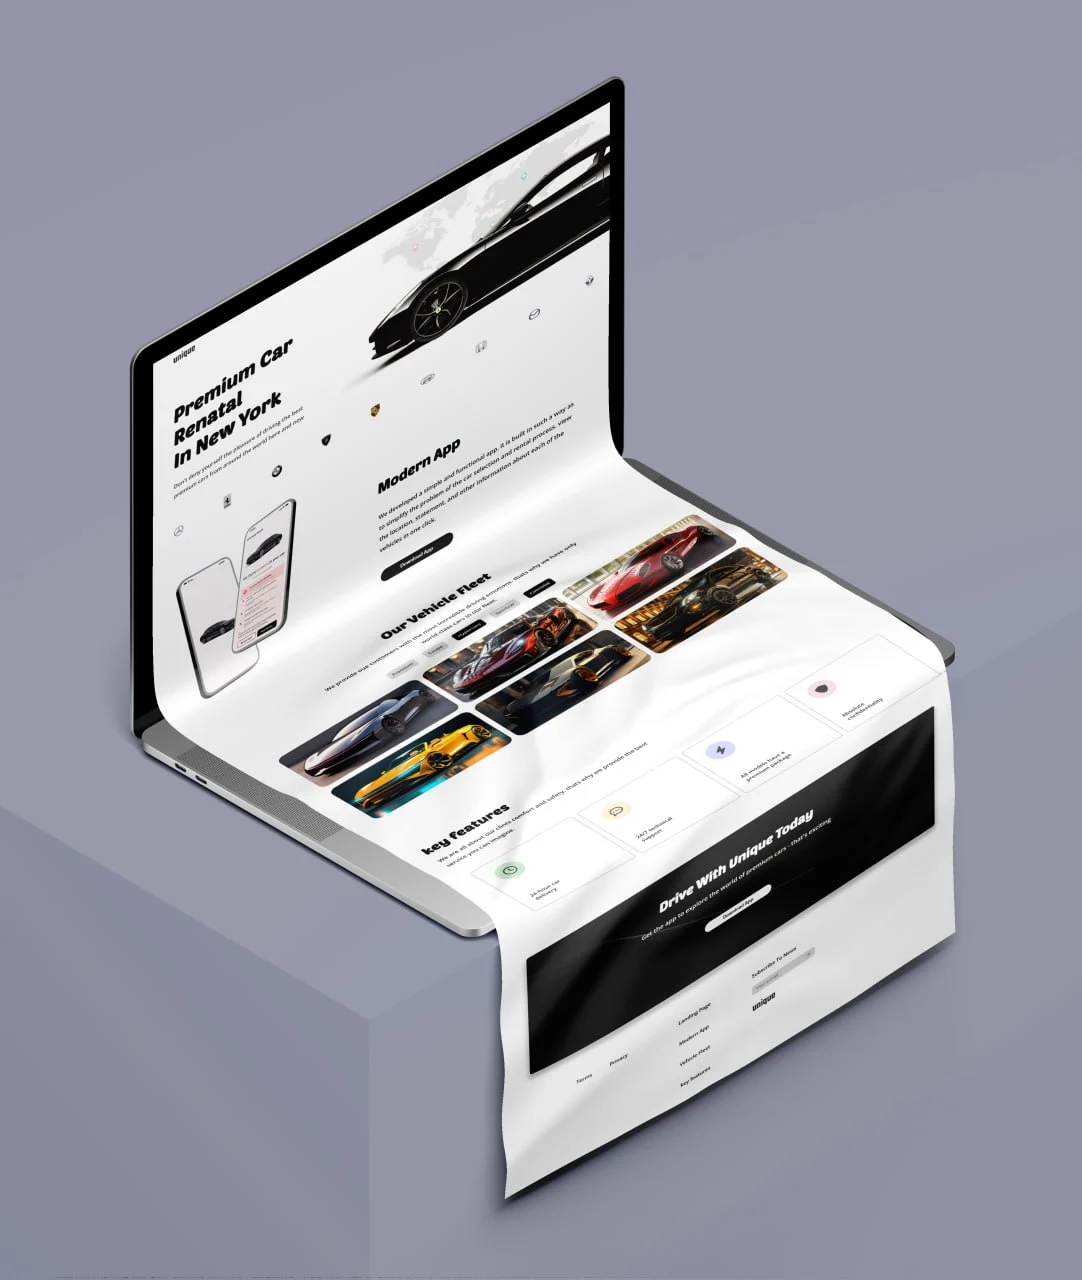 unique
Premium Car
Renatal
In New York
Don't deny yourself the pleasure of driving the best
premium cars from around the world here and now
Modern App
We developed a simple and functional app. it is built in such a way as
to simplify the problem of the car selection and rental process. view
the location, statement, and other information about each of the
vehicles in one click.
Download App
Our Vehicle Fleet
We provide our customers with the most incredible driving emotions. thats why we have only
world-class cars in our fleet.
Premium
key features
We are all about our clints comfort and safety. thats why we provide the best
service you can imagine.
24-hour car
delivery
24/7 technical
support
All models have a
premium package
Absolute
confidentiality
Drive With Unique Today
Get the app to explore the world of premium cars - that's exciting
Download App
Terms
Privacy
Landing Page
Modern App
Vehicle Fleet
key features
Subscribe To News
unique